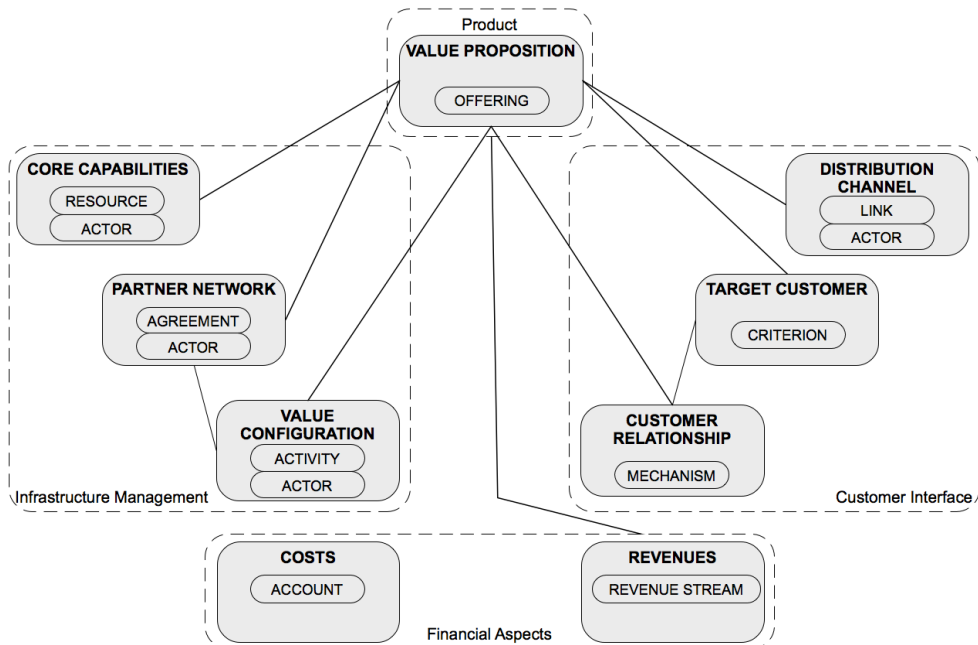 Product
VALUE PROPOSITION
OFFERING
CORE CAPABILITIES
RESOURCE
ACTOR
DISTRIBUTION
CHANNEL
LINK
ACTOR
PARTNER NETWORK
AGREEMENT
ACTOR
TARGET CUSTOMER
CRITERION
VALUE
CONFIGURATION
ACTIVITY
ACTOR
CUSTOMER
RELATIONSHIP
MECHANISM
Infrastructure Management
Customer Interface
COSTS
ACCOUNT
REVENUES
REVENUE STREAM
Financial Aspects